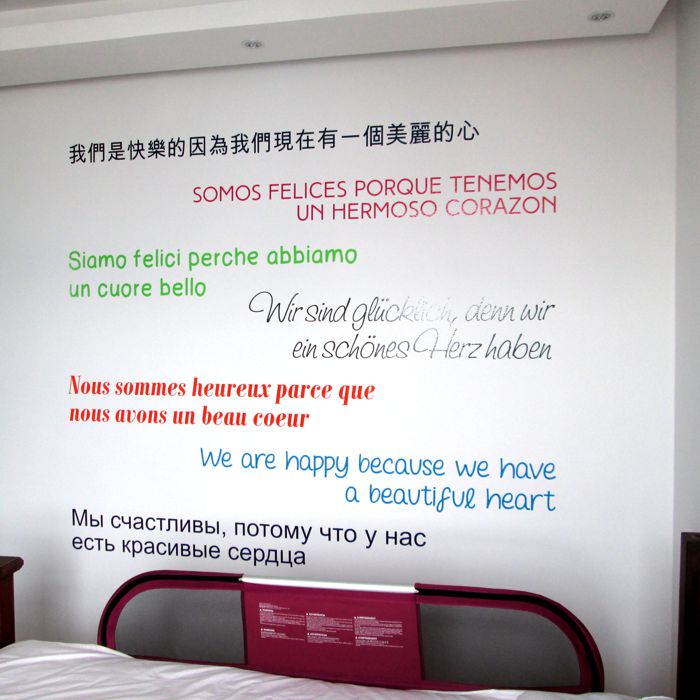 我們是快樂的因為我們現在有一個美麗的心
SOMOS FELICES PORQUE TENEMOS
UN HERMOSO CORAZON
Siamo felici perche abbiamo
un cuore bello
Wir sind glücklich, denn wir
ein schönes Herz haben
Nous sommes heureux parce que
nous avons un beau coeur
We are happy because we have
a beautiful heart
Мы счастливы, потому что у нас
есть красивые сердца